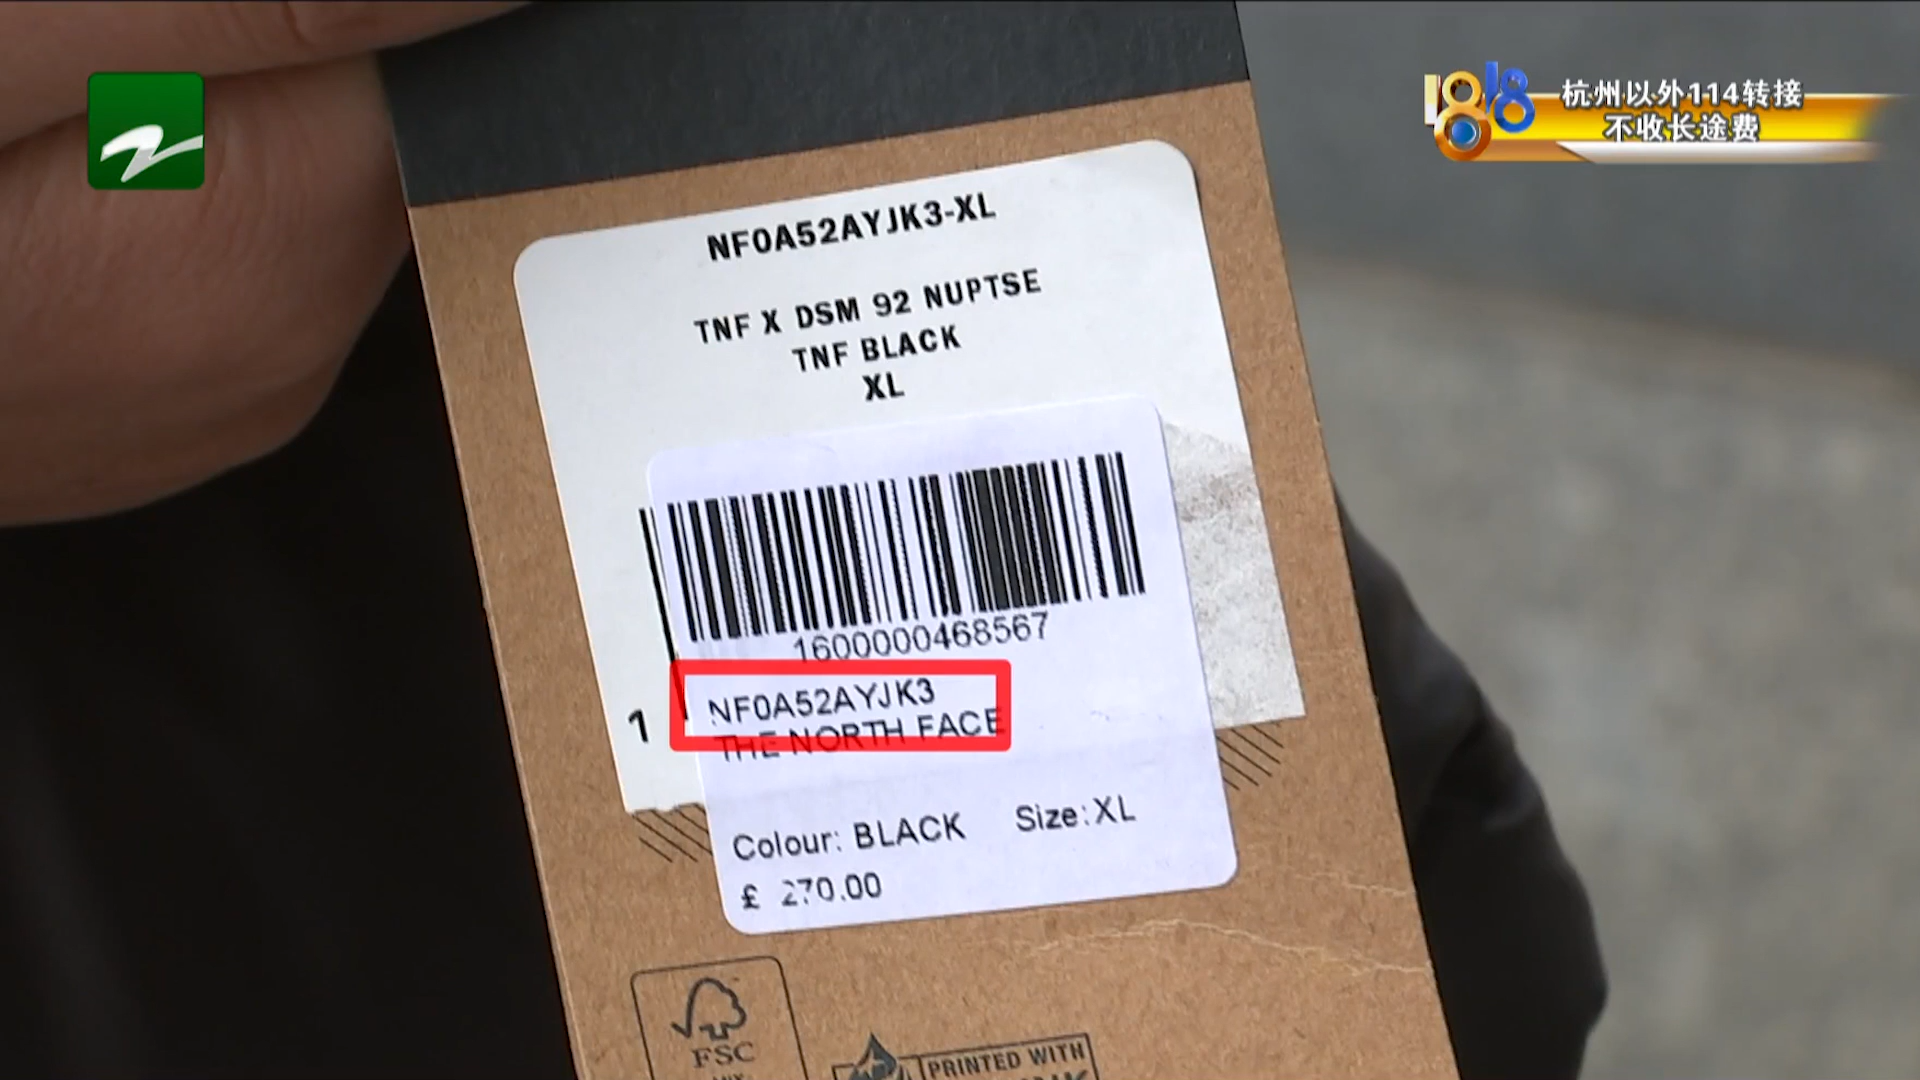 1818
杭州以外114转接
不收长途费
NF0A52AYJK3-XL
TNF X DSM 92 NUPTSE
TNF BLACK
XL
1600000468567
1
NF0A52AYJK3
THE NORTH FACE
Colour: BLACK Size:XL
£ 270.00
FSC
PRINTED WITH